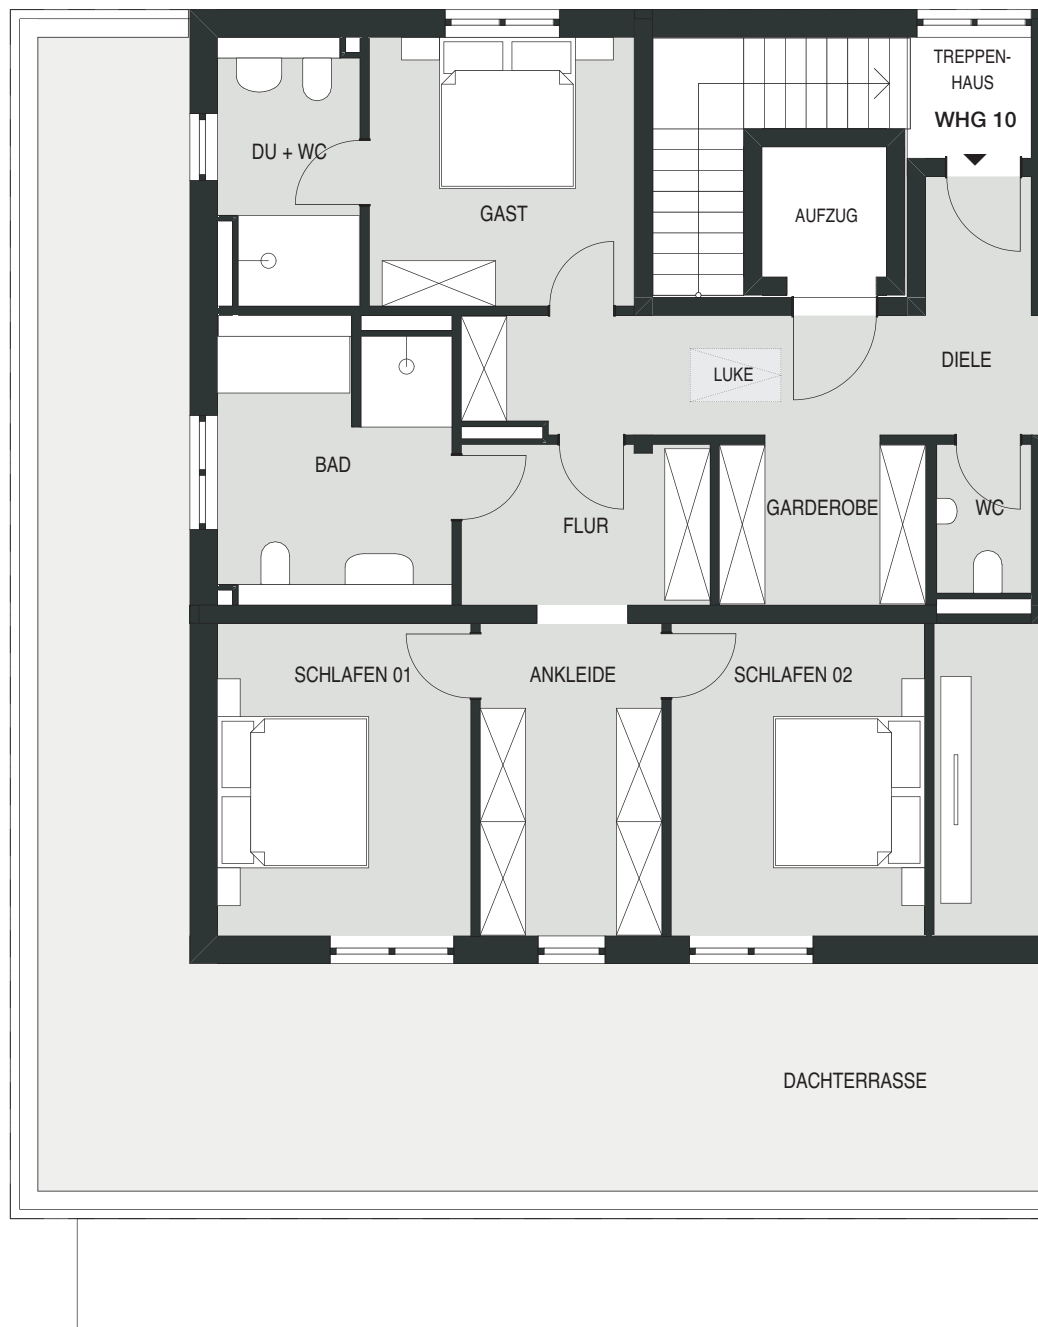 TREPPEN-
HAUS
WHG 10
DU + WC
GAST
AUFZUG
DIELE
LUKE
BAD
FLUR
GARDEROBE
WC
SCHLAFEN 01
ANKLEIDE
SCHLAFEN 02
DACHTERRASSE